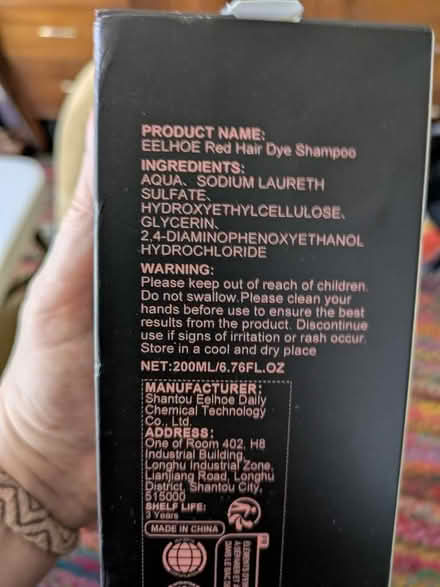 PRODUCT NAME:
EELHOE Red Hair Dye Shampoo
INGREDIENTS:
AQUA、SODIUM LAURETH
SULFATE、
HYDROXYETHYLCELLULOSE、
GLYCERIN、
2,4-DIAMINOPHENOXYETHANOL
HYDROCHLORIDE
WARNING:
Please keep out of reach of children.
Do not swallow.Please clean your
hands before use to ensure the best
results from the product. Discontinue
use if signs of irritation or rash occur.
Store in a cool and dry place
NET:200ML/6.76FL.OZ
MANUFACTURER:
Shantou Eelhoe Daily
Chemical Technology
Co., Ltd.
ADDRESS:
One of Room 402, H8
Industrial Building,
Longhu Industrial Zone,
Lianjiang Road, Longhu
District, Shantou City,
515000
SHELF LIFE:
3 Years
MADE IN CHINA
FR